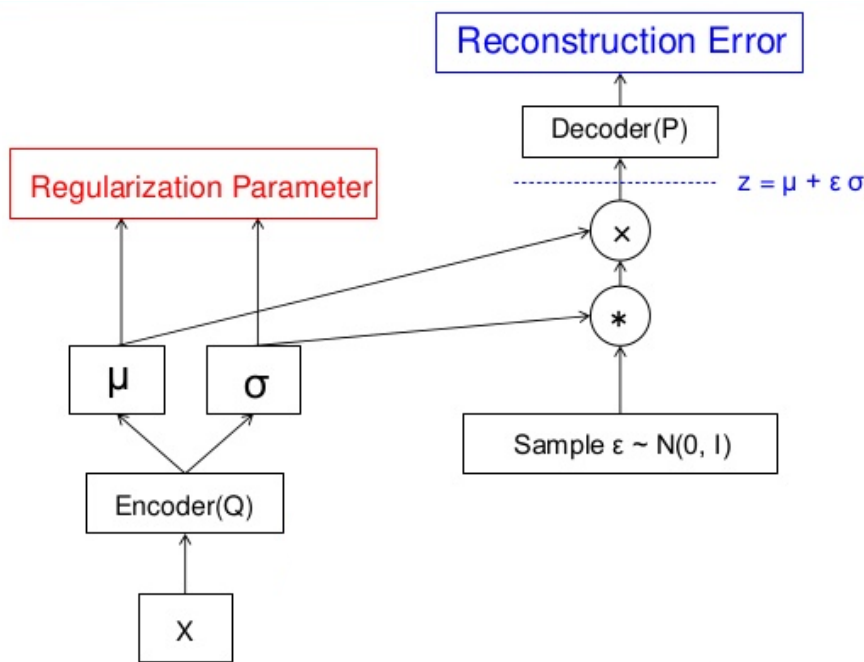 Reconstruction Error
Decoder(P)
Regularization Parameter
z = μ + ε σ
×
*
μ
σ
Sample ε ~ N(0, I)
Encoder(Q)
X